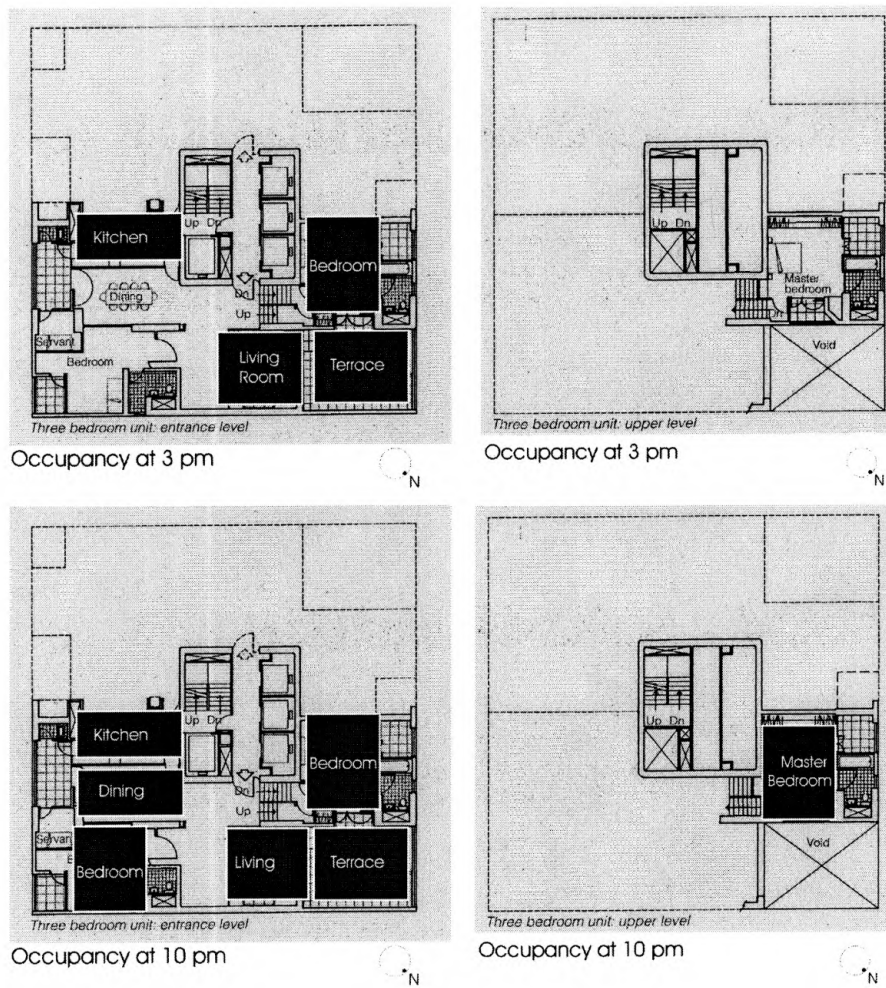 Kitchen
Up Dn
Bedroom
Dining
Dn
Up
Servant
Bedroom
Living
Room
Terrace
Three bedroom unit: entrance level
Occupancy at 3 pm
N
Up Dn
Master
bedroom
Dn
Void
Three bedroom unit: upper level
Occupancy at 3 pm
N
Kitchen
Up Dn
Bedroom
Dining
Dn
Up
Servant
Bedroom
Living
Terrace
Three bedroom unit: entrance level
Occupancy at 10 pm
N
Up Dn
Master
Bedroom
Void
Three bedroom unit: upper level
Occupancy at 10 pm
N